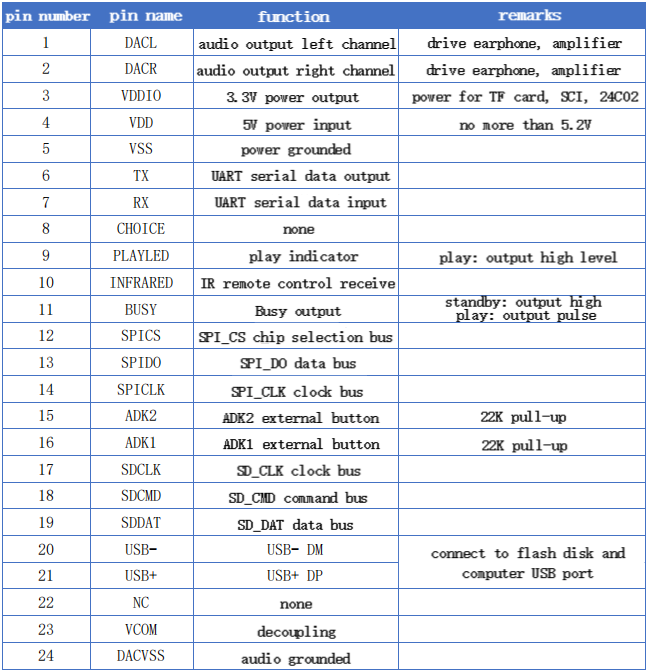 pin number pin name function remarks
1 DACL audio output left channel drive earphone, amplifier
2 DACR audio output right channel drive earphone, amplifier
3 VDDIO 3.3V power output power for TF card, SCI, 24C02
4 VDD 5V power input no more than 5.2V
5 VSS power grounded
6 TX UART serial data output
7 RX UART serial data input
8 CHOICE none
9 PLAYLED play indicator play: output high level
10 INFRARED IR remote control receive
11 BUSY Busy output standby: output high
play: output pulse
12 SPICS SPI_CS chip selection bus
13 SPIDO SPI_DO data bus
14 SPICLK SPI_CLK clock bus
15 ADK2 ADK2 external button 22K pull-up
16 ADK1 ADK1 external button 22K pull-up
17 SDCLK SD_CLK clock bus
18 SDCMD SD_CMD command bus
19 SDDAT SD_DAT data bus
20 USB- USB- DM connect to flash disk and
21 USB+ USB+ DP computer USB port
22 NC none
23 VCOM decoupling
24 DACVSS audio grounded